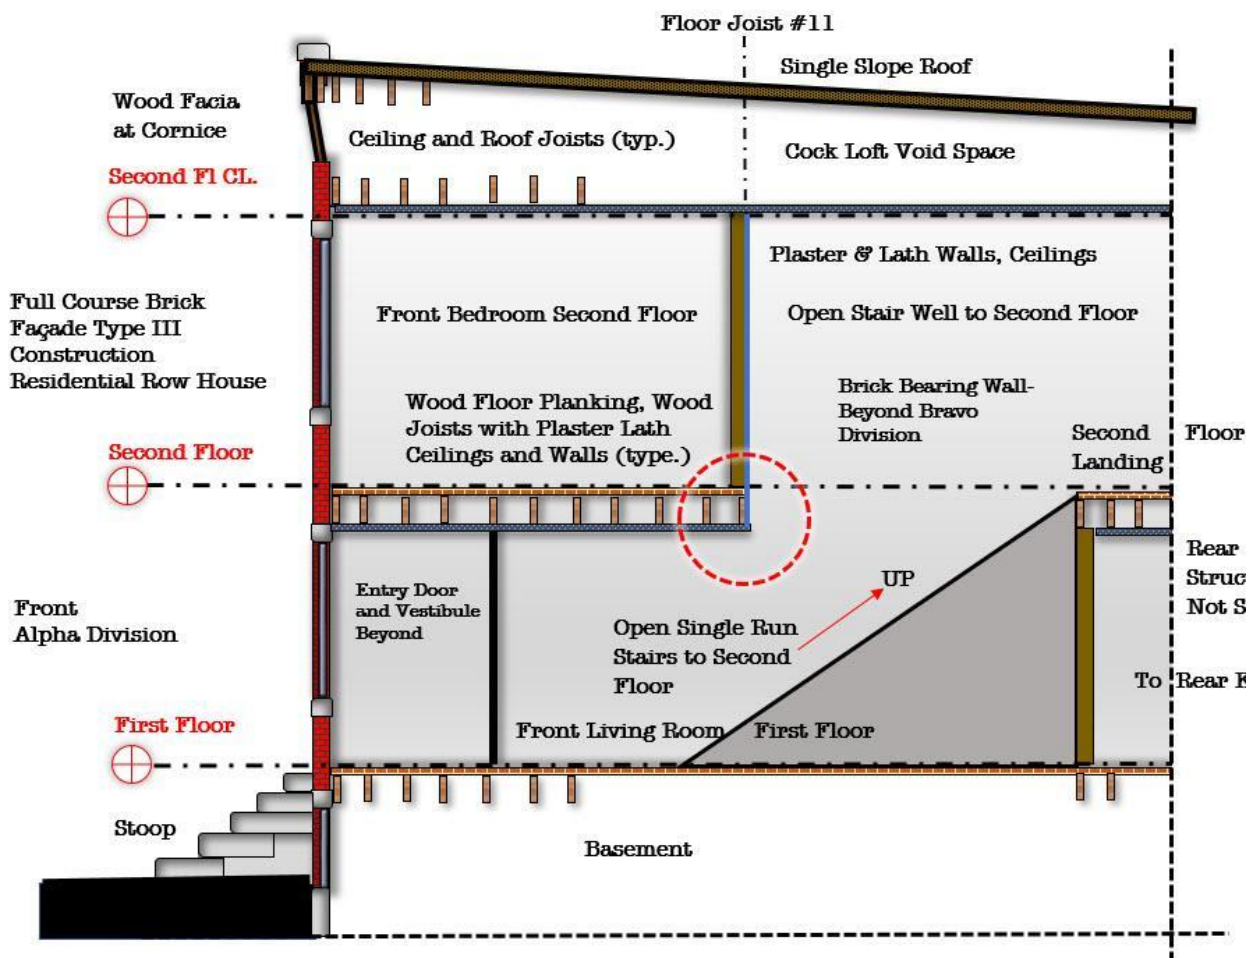 Floor Joist #11
Single Slope Roof
Wood Facia
at Cornice
Ceiling and Roof Joists (typ.)
Cock Loft Void Space
Second Fl CL.
Plaster & Lath Walls, Ceilings
Full Course Brick
Façade Type III
Construction
Residential Row House
Front Bedroom Second Floor
Open Stair Well to Second Floor
Wood Floor Planking, Wood
Joists with Plaster Lath
Ceilings and Walls (type.)
Brick Bearing Wall-
Beyond Bravo
Division
Second Floor
Landing
Second Floor
Rear
Struc
Not S
Entry Door
and Vestibule
Beyond
UP
Front
Alpha Division
Open Single Run
Stairs to Second
Floor
To Rear
First Floor
Front Living Room
First Floor
Stoop
Basement